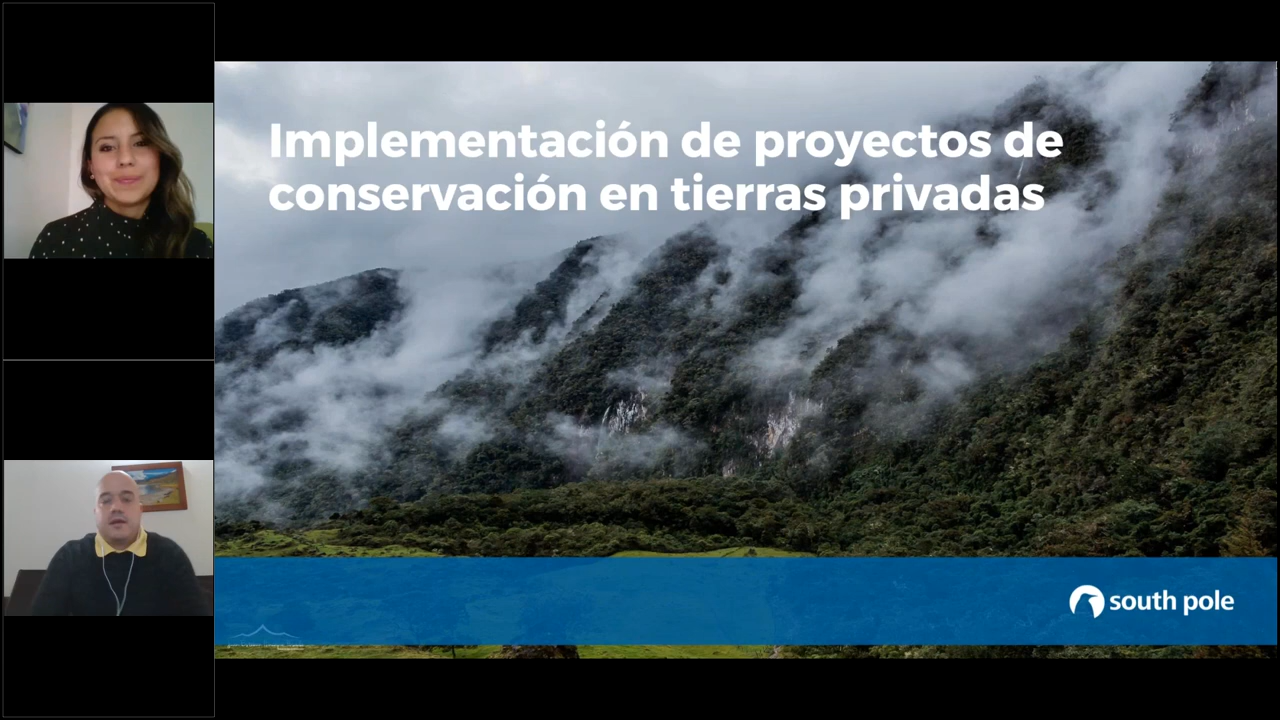 Implementación de proyectos de
conservación en tierras privadas
south pole